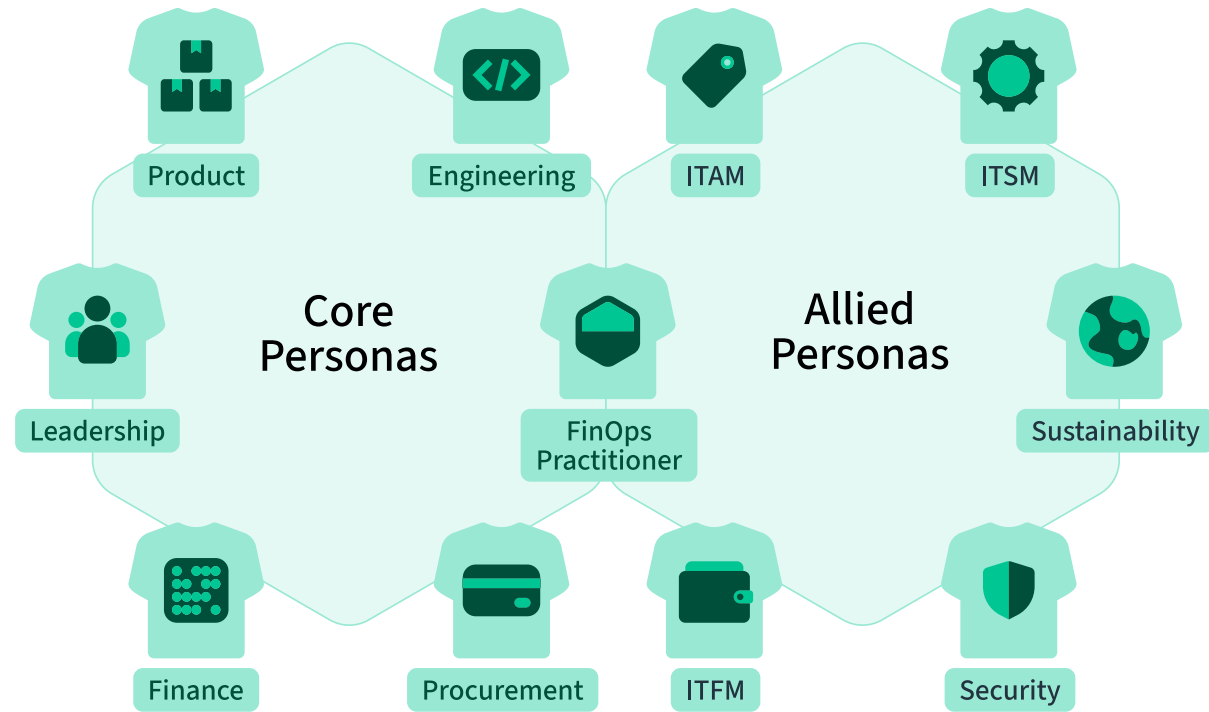 Product
Engineering
ITAM
ITSM
Core
Personas
Allied
Personas
Leadership
FinOps
Practitioner
Sustainability
Finance
Procurement
ITFM
Security